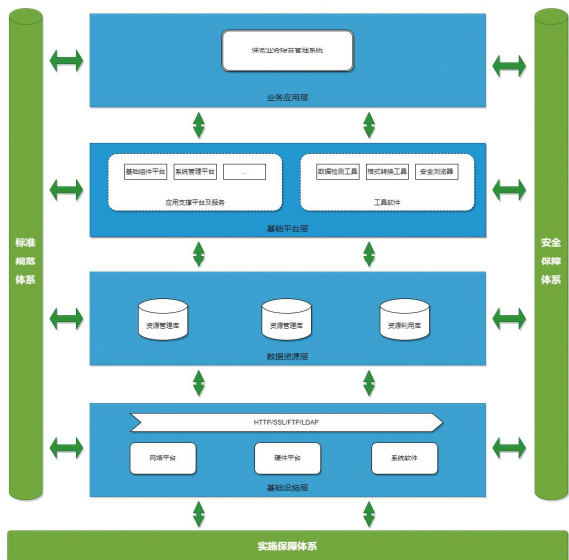 保密业务综合管理系统
业务应用层
基础组件平台
系统管理平台
...
数据检测工具
格式转换工具
安全浏览器
应用支撑平台及服务
工具软件
基础平台层
标准
规范
体系
安全
保障
体系
资源管理库
资源管理库
资源利用库
数据资源层
HTTP/SSL/FTP/LDAP
网络平台
硬件平台
系统软件
基础设施层
实施保障体系